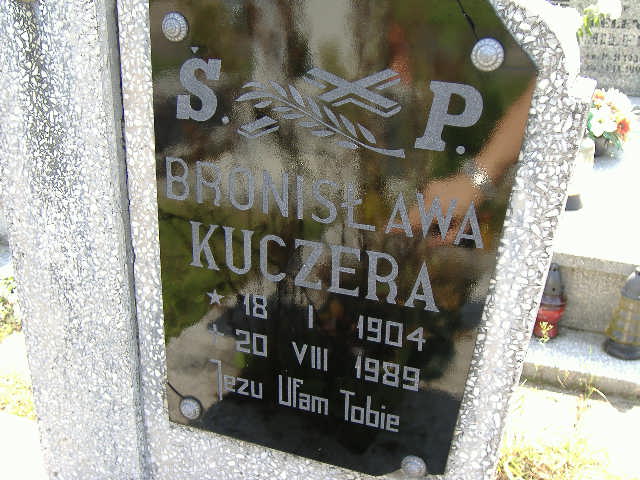 Ś. P.
BRONISŁAWA
KUCZERA
* 18 I 1904
+ 20 VIII 1989
Jezu Ufam Tobie